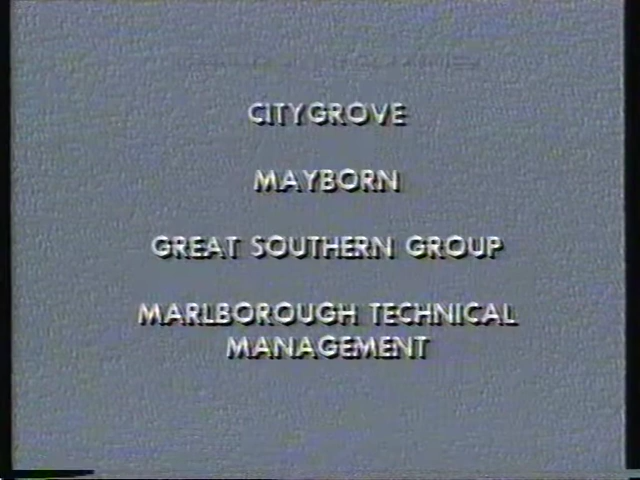 CITYGROVE
MAYBORN
GREAT SOUTHERN GROUP
MARLBOROUGH TECHNICAL
MANAGEMENT